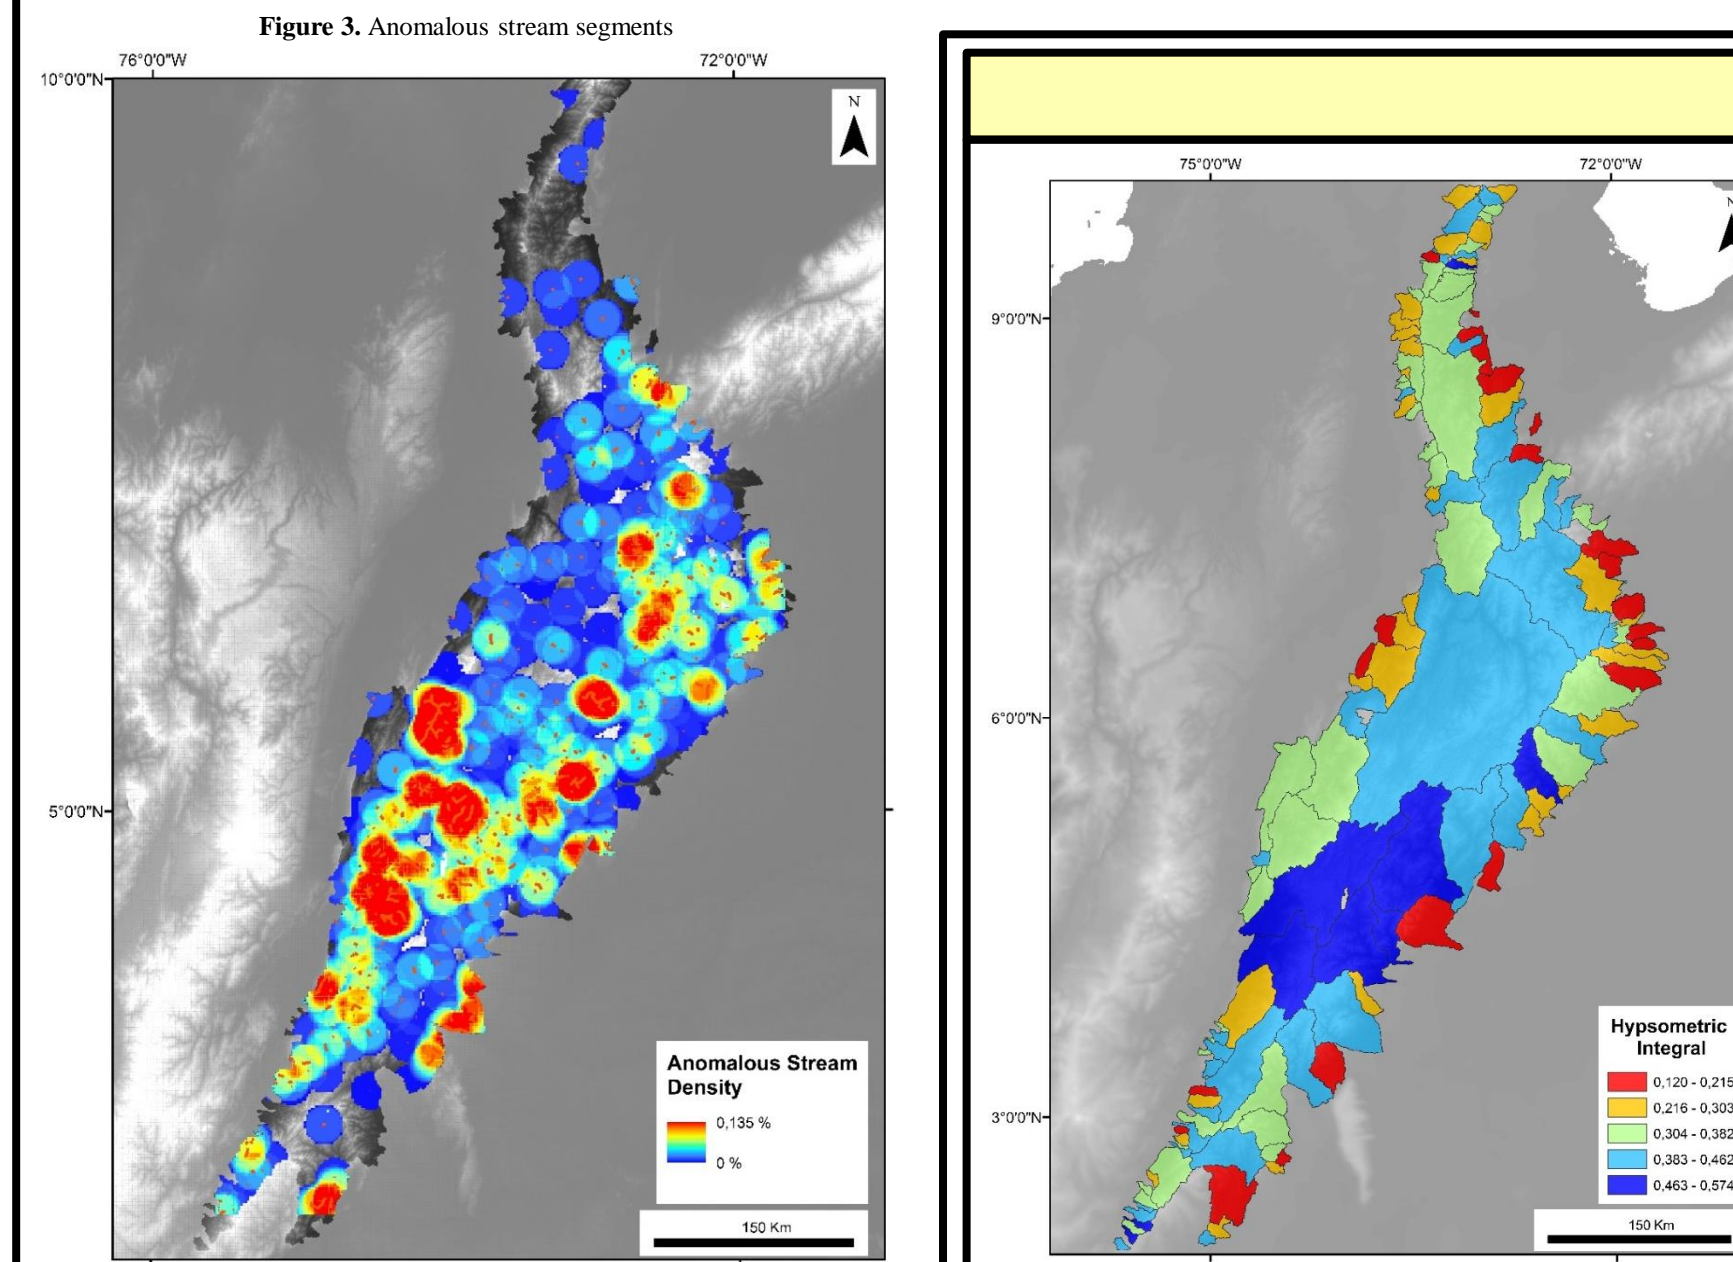 Figure 3. Anomalous stream segments
76°0'0"W
72°0'0"W
10°0'0"N
N
5°0'0"N
Anomalous Stream
Density
0,135 %
0 %
150 Km
75°0'0"W
72°0'0"W
N
9°0'0"N
6°0'0"N
3°0'0"N
Hypsometric
Integral
0,120 - 0,215
0,216 - 0,303
0,304 - 0,382
0,383 - 0,462
0,463 - 0,574
150 Km